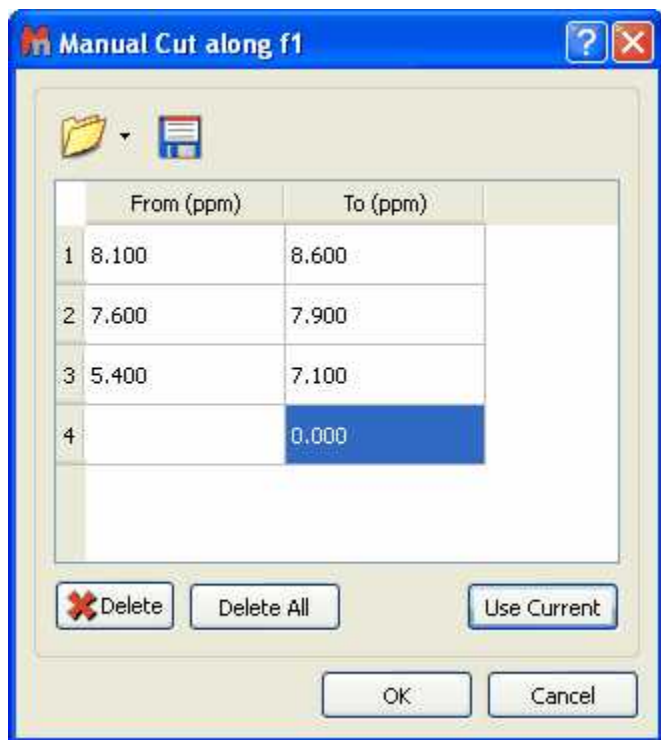 Manual Cut along f1
From (ppm) To (ppm)
1 8.100 8.600
2 7.600 7.900
3 5.400 7.100
4 0.000
Delete Delete All Use Current
OK Cancel